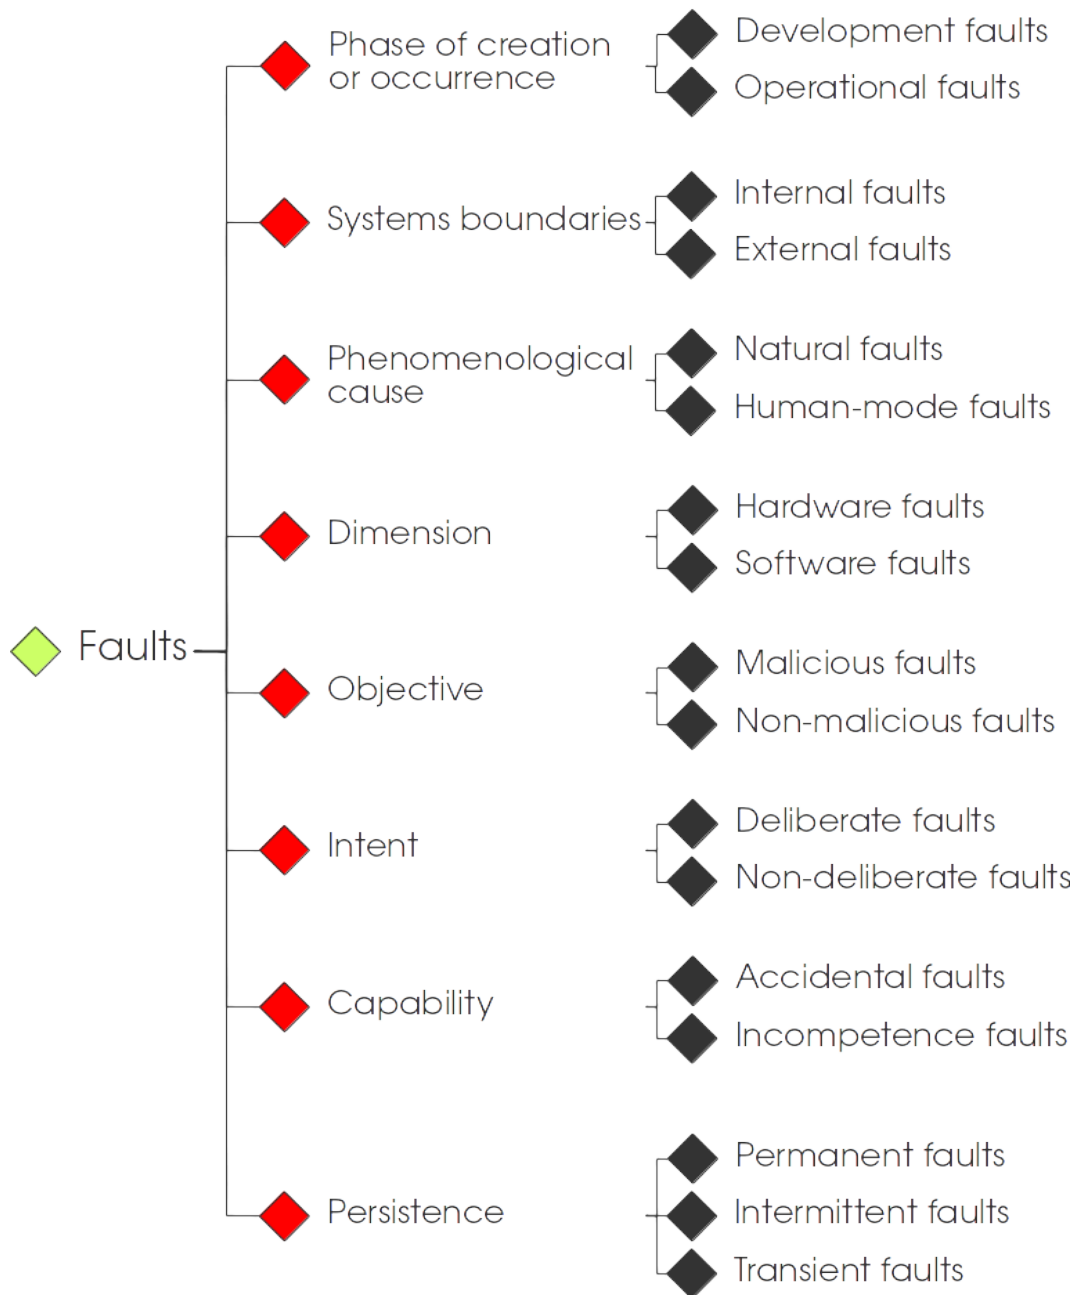 Phase of creation
or occurrence
Development faults
Operational faults
Systems boundaries
Internal faults
External faults
Phenomenological
cause
Natural faults
Human-mode faults
Dimension
Hardware faults
Software faults
Faults
Objective
Malicious faults
Non-malicious faults
Intent
Deliberate faults
Non-deliberate faults
Capability
Accidental faults
Incompetence faults
Persistence
Permanent faults
Intermittent faults
Transient faults